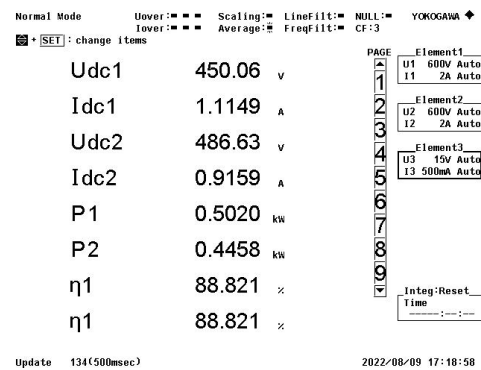 Normal Mode Uover: Scaling: LineFilt: NULL: YOKOGAWA
Iover: Average: FreqFilt: CF:3
+ SET : change items
PAGE
Udc1 450.06 V
Idc1 1.1149 A
Udc2 486.63 V
Idc2 0.9159 A
P1 0.5020 kW
P2 0.4458 kW
η1 88.821 %
η1 88.821 %
1
2
3
4
5
6
7
8
9
Element1
U1 600V Auto
I1 2A Auto
Element2
U2 600V Auto
I2 2A Auto
Element3
U3 15V Auto
I3 500mA Auto
Integ:Reset
Time
-----:--:--
Update 134(500msec) 2022/08/09 17:18:58